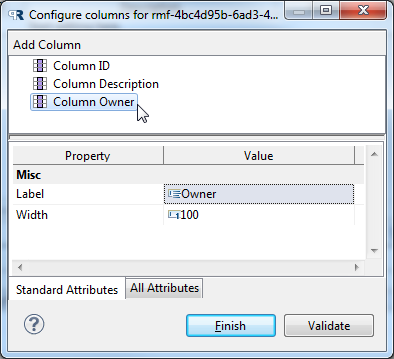 Configure columns for rmf-4bc4d95b-6ad3-4...
Add Column
Column ID
Column Description
Column Owner
Property Value
Misc
Label Owner
Width 100
Standard Attributes All Attributes
Finish Validate